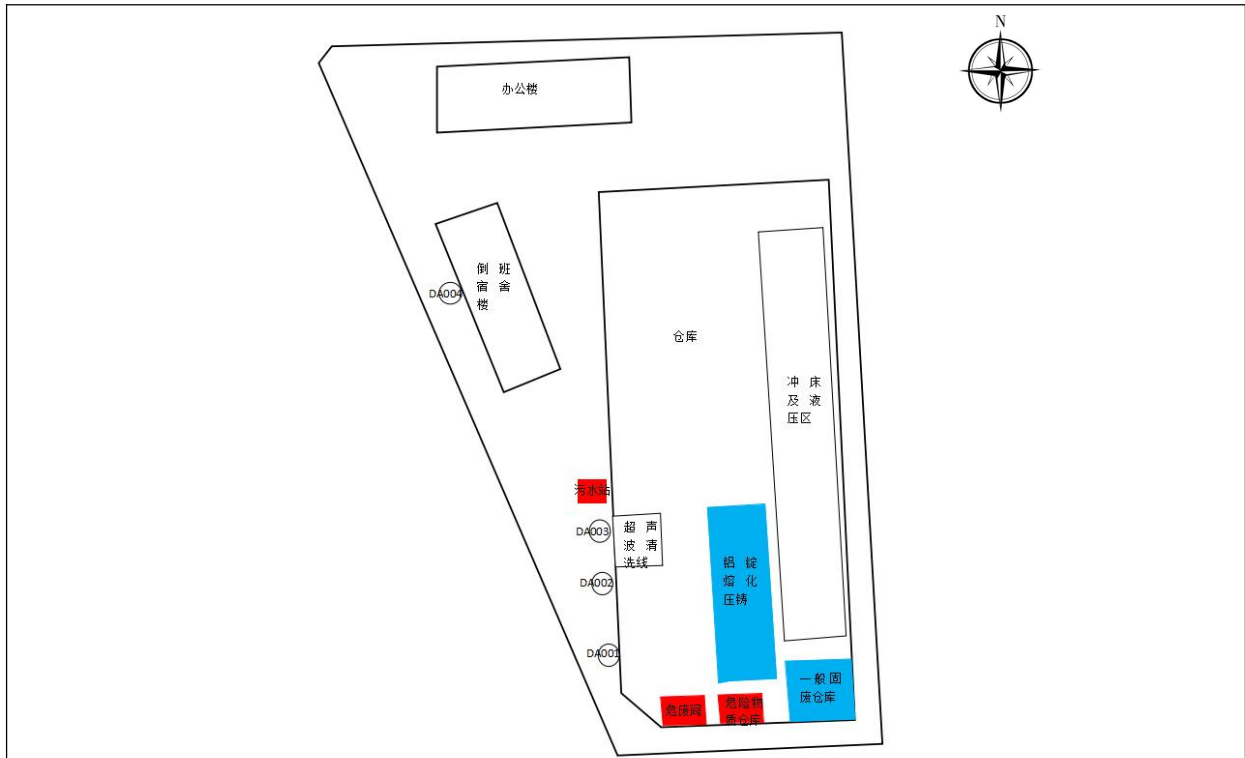 N
办公楼
倒班
宿舍
楼
DA004
仓库
冲床
及液
压区
污水站
DA003
超声
波清
洗线
DA002
铝锭
熔化
压铸
DA001
一般固
废仓库
危废间
危险物
质仓库